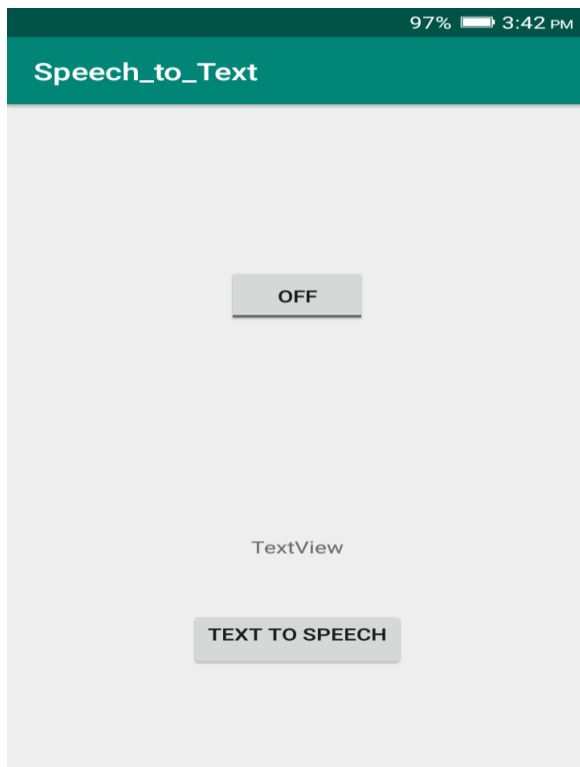 97% 3:42 PM
Speech_to_Text
OFF
TextView
TEXT TO SPEECH